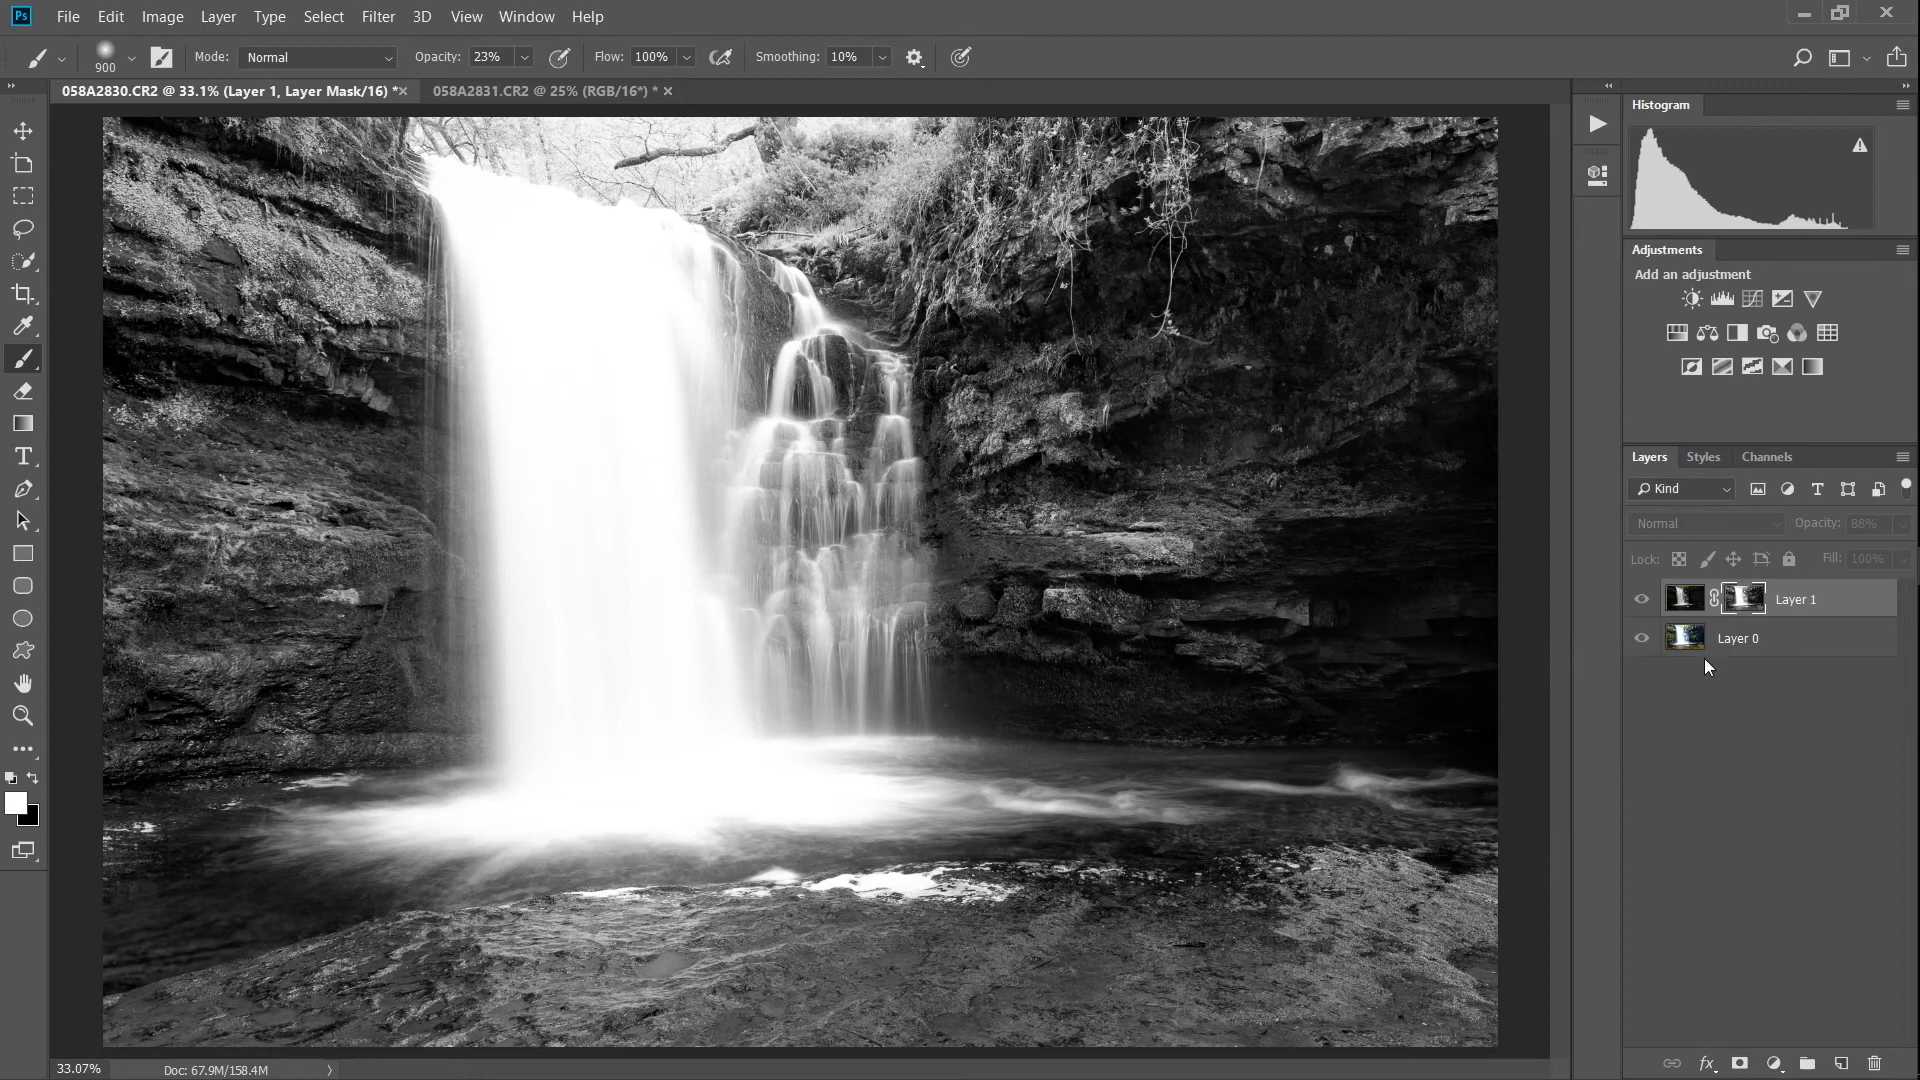 Ps File Edit Image Layer Type Select Filter 3D View Window Help
900 Mode: Normal Opacity: 23% Flow: 100% Smoothing: 10%
058A2830.CR2 @ 33.1% (Layer 1, Layer Mask/16) * 058A2831.CR2 @ 25% (RGB/16*) *
Histogram
Adjustments
Add an adjustment
Layers Styles Channels
Kind
Normal Opacity: 88%
Lock: Fill: 100%
Layer 1
Layer 0
33.07% Doc: 67.9M/158.4M